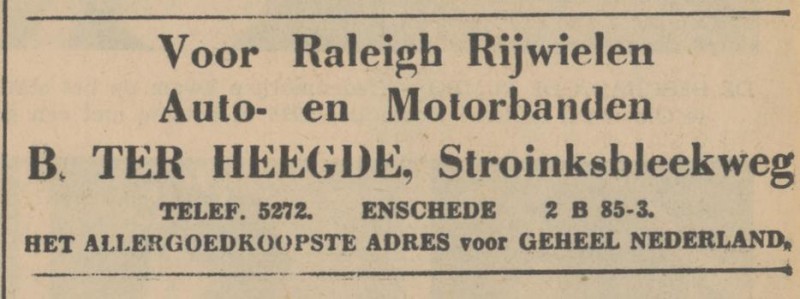 Voor Raleigh Rijwielen
Auto- en Motorbanden
B. TER HEEGDE, Stroinksbleekweg
TELEF. 5272. ENSCHEDE 2 B 85-3.
HET ALLERGOEDKOOPSTE ADRES voor GEHEEL NEDERLAND,